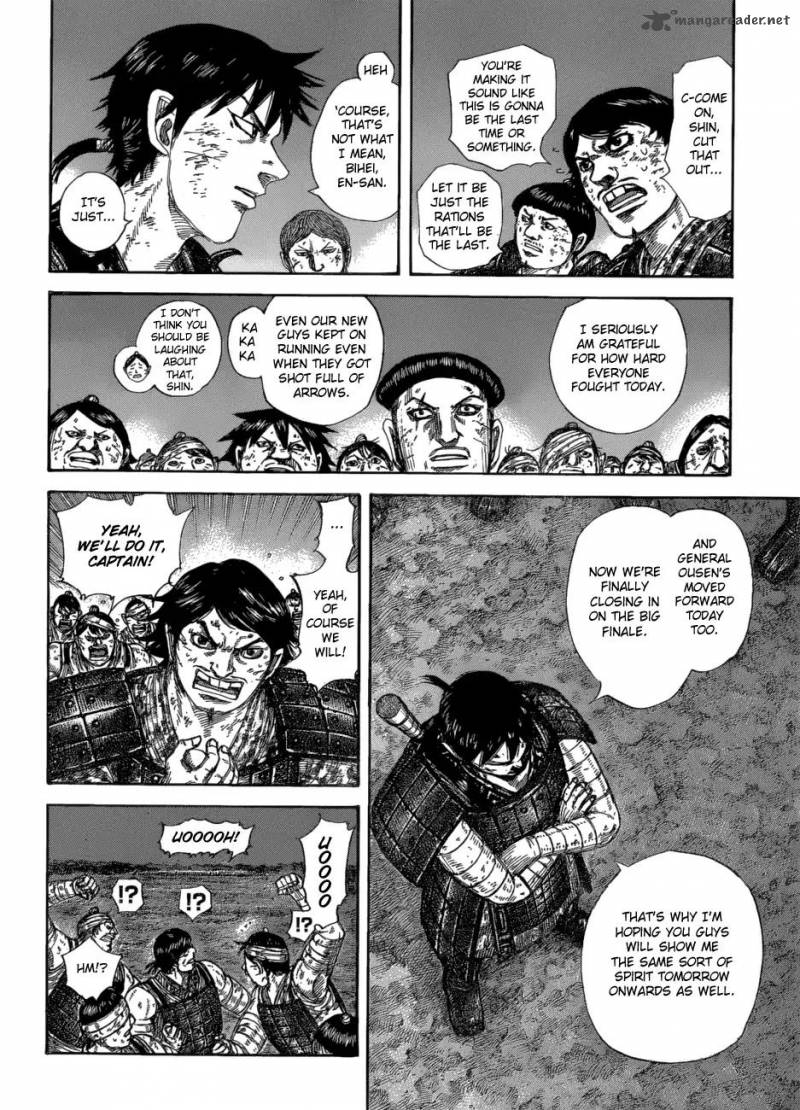 mangareader.net
C-COME
ON,
SHIN,
CUT
THAT
OUT...
YOU'RE
MAKING IT
SOUND LIKE
THIS IS GONNA
BE THE LAST
TIME OR
SOMETHING.
LET IT BE
JUST THE
RATIONS
THAT'LL BE
THE LAST.
HEH
'COURSE,
THAT'S
NOT WHAT
I MEAN,
BIHEI,
EN-SAN.
IT'S
JUST...
I SERIOUSLY
AM GRATEFUL
FOR HOW HARD
EVERYONE
FOUGHT TODAY.
EVEN OUR NEW
GUYS KEPT ON
RUNNING EVEN
WHEN THEY GOT
SHOT FULL OF
ARROWS.
KA
KA
KA
I DON'T
THINK YOU
SHOULD BE
LAUGHING
ABOUT
THAT,
SHIN.
AND
GENERAL
OUSEN'S
MOVED
FORWARD
TODAY
TOO.
NOW WE'RE
FINALLY
CLOSING IN
ON THE BIG
FINALE.
THAT'S WHY I'M
HOPING YOU GUYS
WILL SHOW ME
THE SAME SORT OF
SPIRIT TOMORROW
ONWARDS AS WELL.
...
YEAH,
OF
COURSE
WE
WILL!
YEAH,
WE'LL DO IT,
CAPTAIN!
UOOOO
UOOOOH!
!?
!?
!?
HM!?